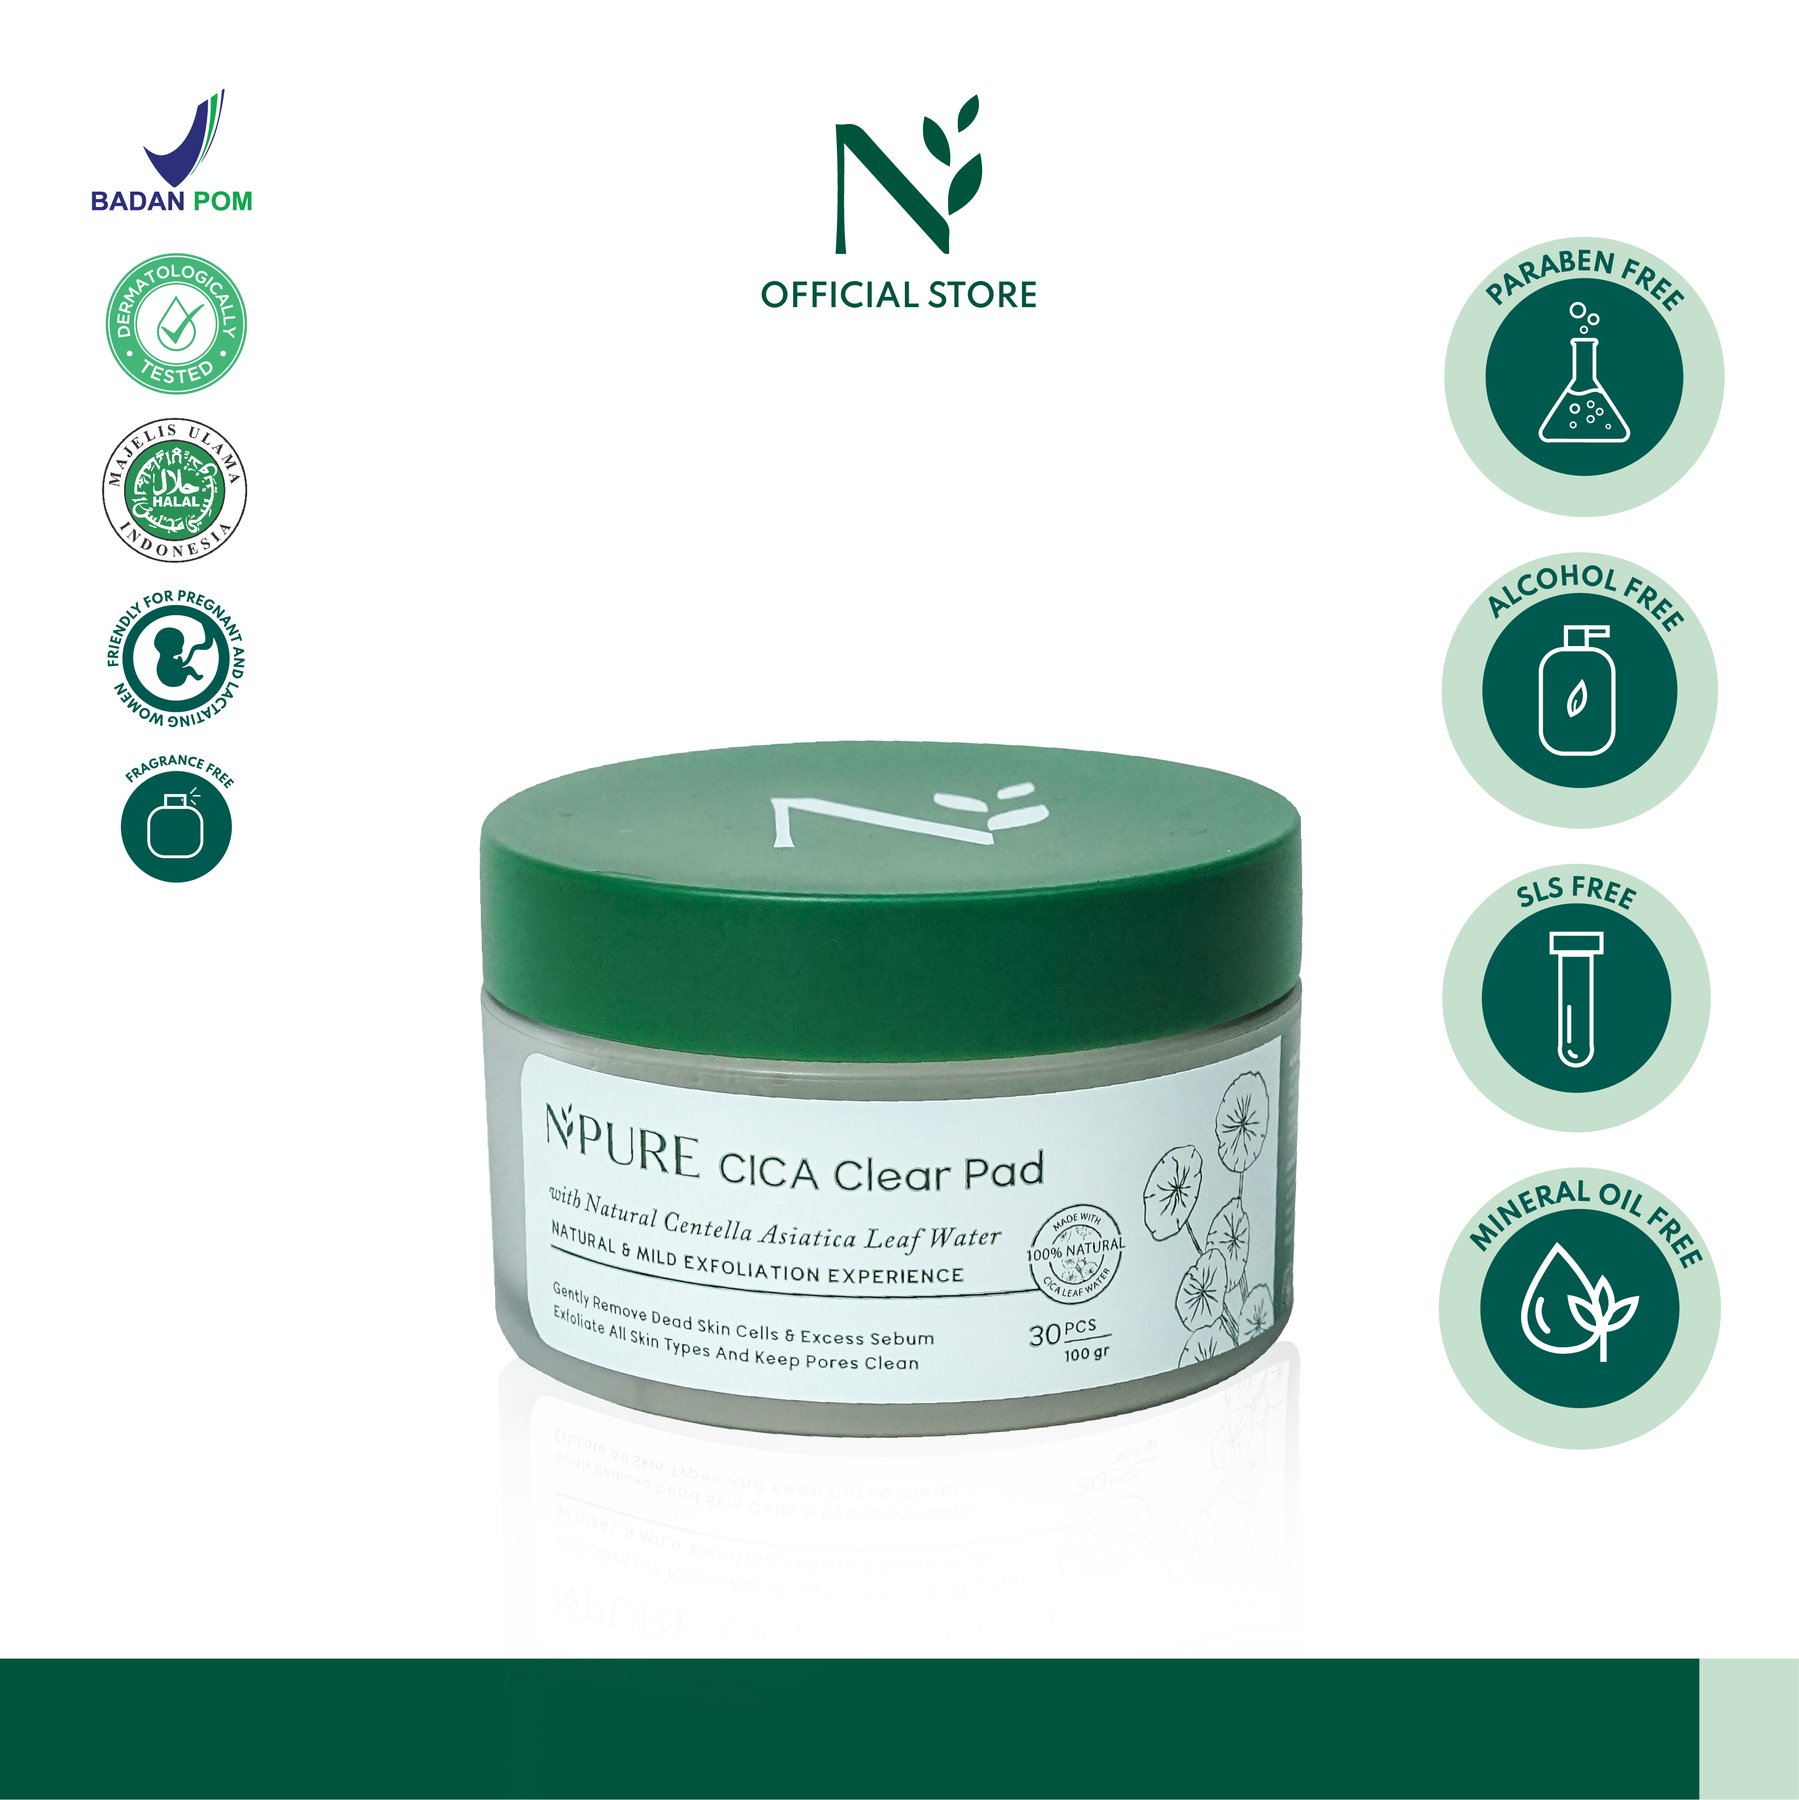 BADAN POM
DERMATOLOGICALLY
TESTED
MAJELIS ULAMA
حلال
HALAL
INDONESIA
FRIENDLY FOR PREGNANT AND LACTATING WOMEN
FRAGRANCE FREE
N
OFFICIAL STORE
PARABEN FREE
ALCOHOL FREE
SLS FREE
MINERAL OIL FREE
N
NPURE CICA Clear Pad
with Natural Centella Asiatica Leaf Water
NATURAL & MILD EXFOLIATION EXPERIENCE
MADE WITH
100% NATURAL
CICA LEAF WATER
Gently Remove Dead Skin Cells & Excess Sebum
Exfoliate All Skin Types And Keep Pores Clean
30 PCS
100 gr